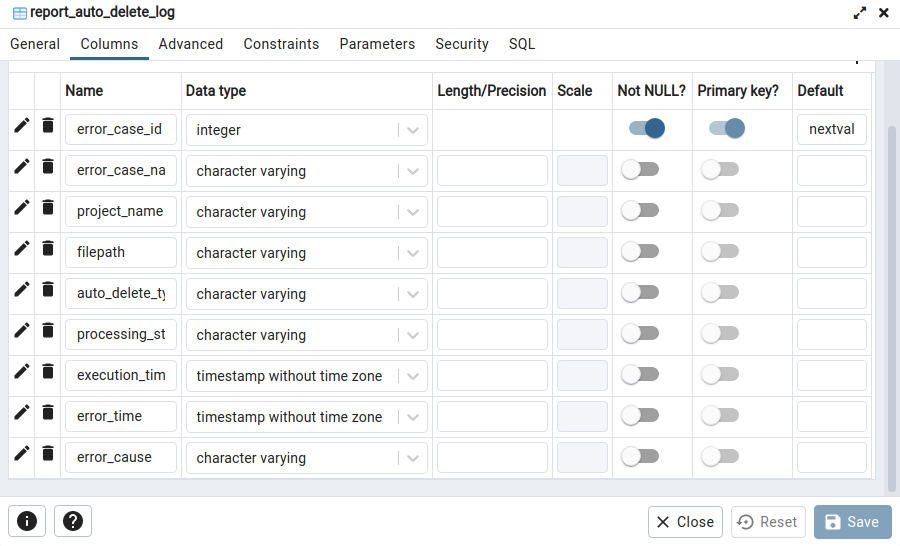 report_auto_delete_log
General Columns Advanced Constraints Parameters Security SQL
Name Data type Length/Precision Scale Not NULL? Primary key? Default
error_case_id integer nextval
error_case_na character varying
project_name character varying
filepath character varying
auto_delete_ty character varying
processing_st character varying
execution_tim timestamp without time zone
error_time timestamp without time zone
error_cause character varying
Close Reset Save